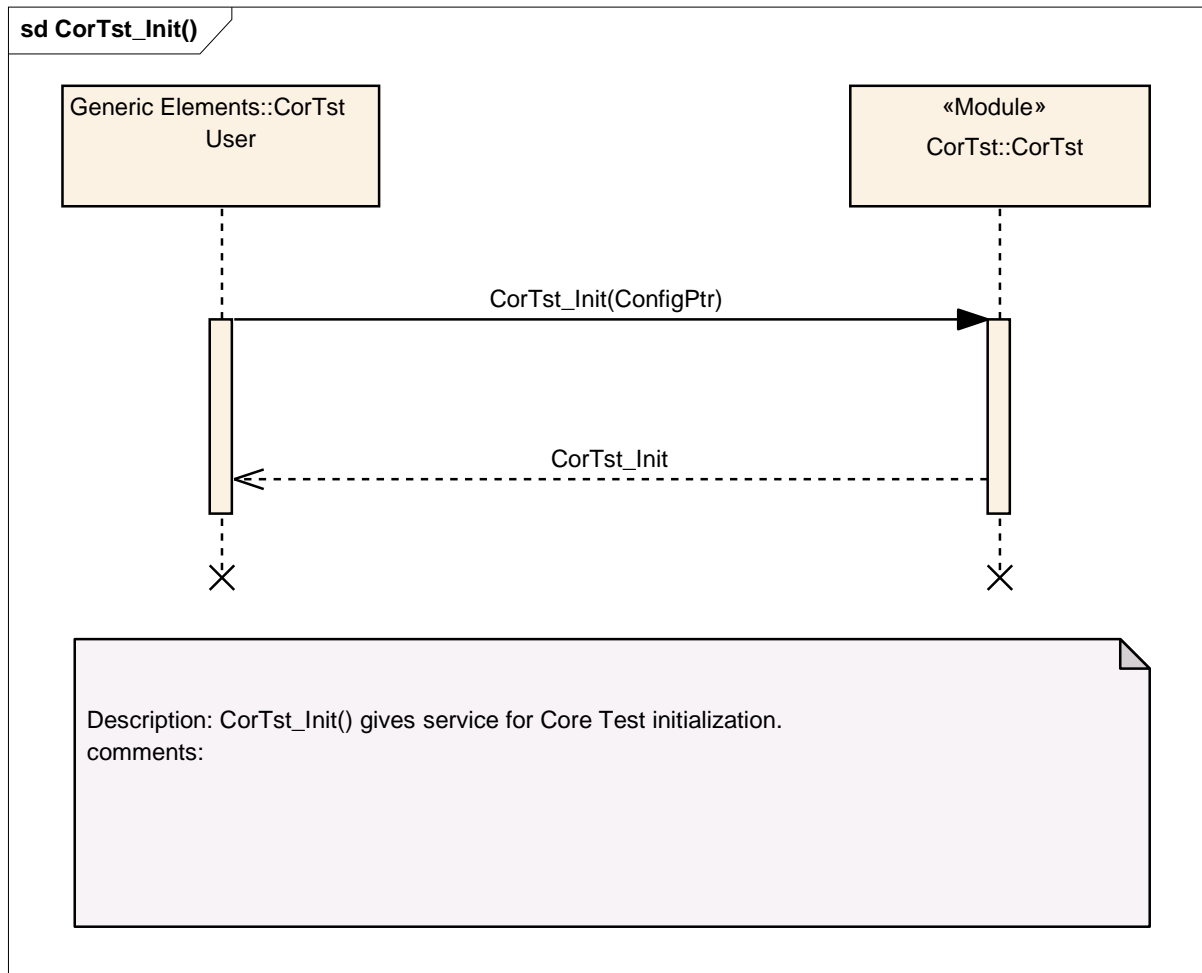 sd CorTst_Init()
Generic Elements::CorTst
User
«Module»
CorTst::CorTst
CorTst_Init(ConfigPtr)
CorTst_Init
Description: CorTst_Init() gives service for Core Test initialization.
comments: